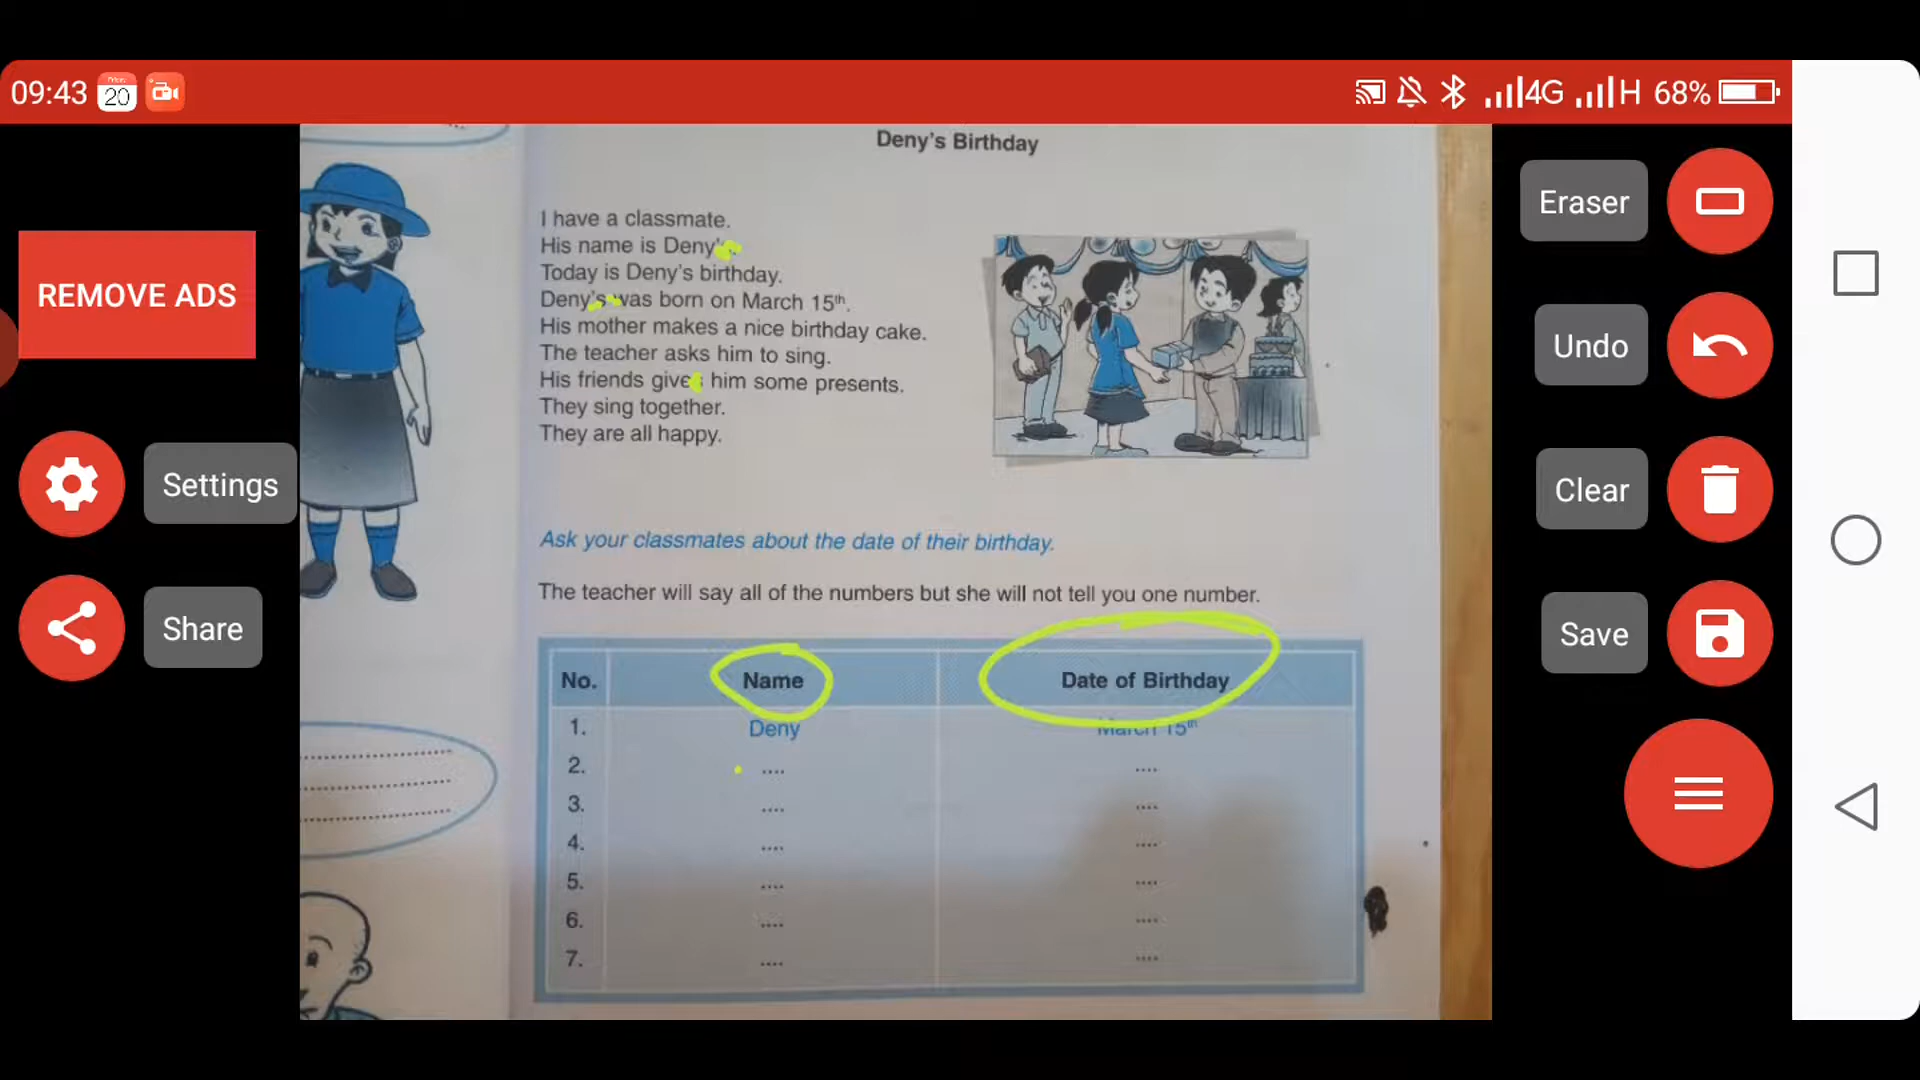 09:43
20
4G
H
68%
REMOVE ADS
Settings
Share
Eraser
Undo
Clear
Save
Deny's Birthday
I have a classmate.
His name is Deny'
Today is Deny's birthday.
Deny's was born on March 15th.
His mother makes a nice birthday cake.
The teacher asks him to sing.
His friends give him some presents.
They sing together.
They are all happy.
Ask your classmates about the date of their birthday.
The teacher will say all of the numbers but she will not tell you one number.
No. Name Date of Birthday
1. Deny March 15th
2. .... ....
3. .... ....
4. .... ....
5. .... ....
6. .... ....
7. .... ....